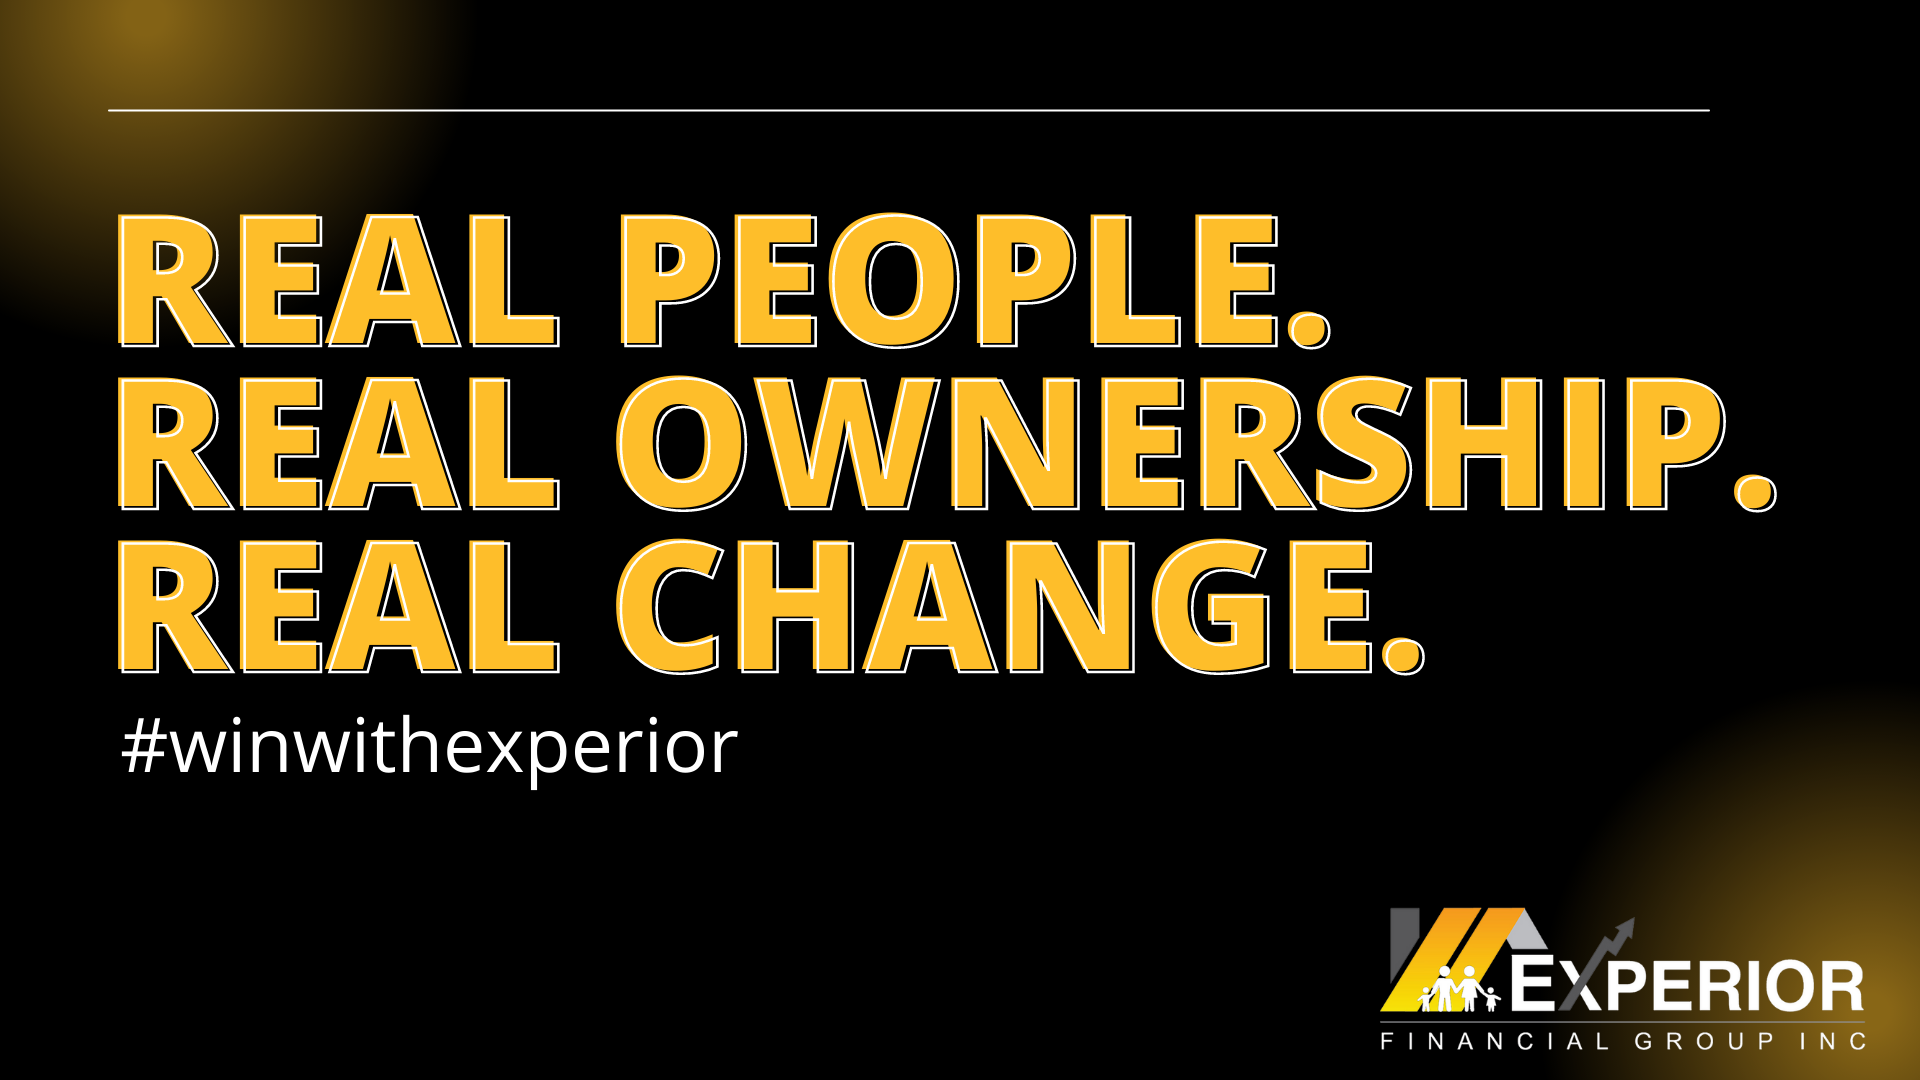 REAL PEOPLE.
REAL OWNERSHIP.
REAL CHANGE.
#winwithexperior
EXPERIOR
FINANCIAL GROUP INC